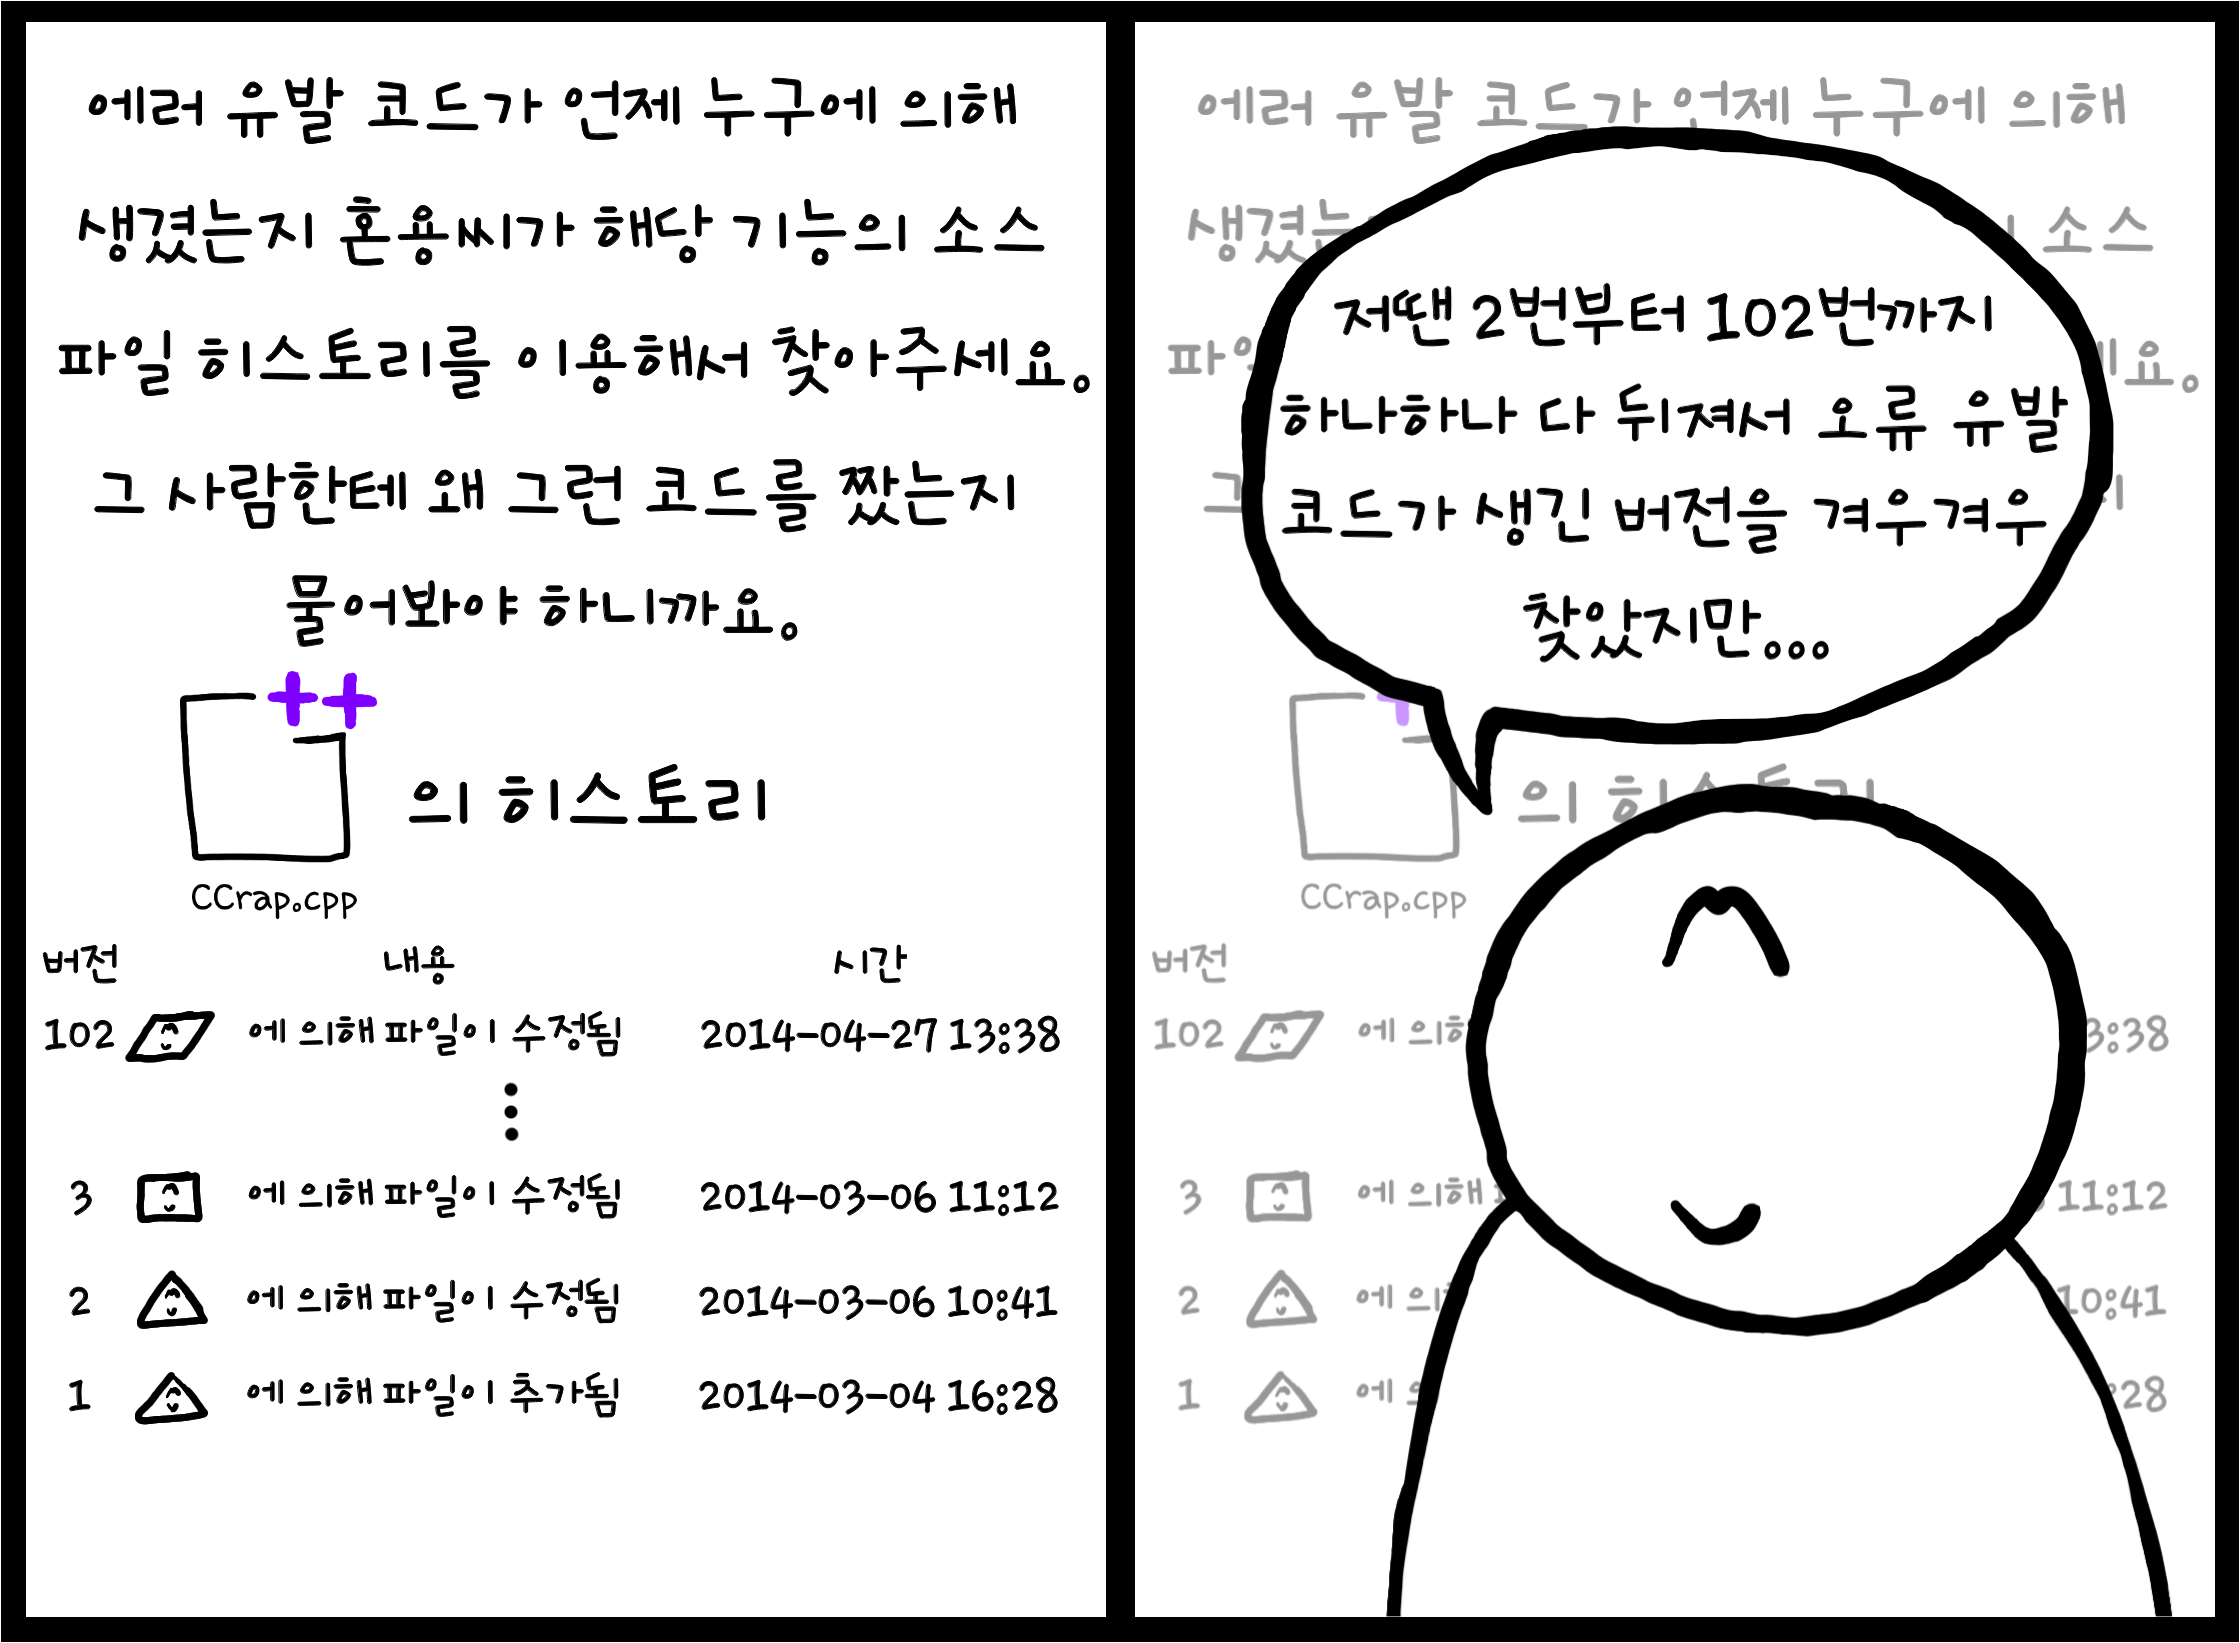 에러 유발 코드가 언제 누구에 의해
생겼는지 혼용씨가 해당 기능의 소스
파일 히스토리를 이용해서 찾아주세요.
그 사람한테 왜 그런 코드를 짰는지
물어봐야 하니까요.
++
의 히스토리
CCrap.cpp
버전 내용 시간
102 에 의해 파일이 수정됨 2014-04-27 13:38
3 에 의해 파일이 수정됨 2014-03-06 11:12
2 에 의해 파일이 수정됨 2014-03-06 10:41
1 에 의해 파일이 추가됨 2014-03-04 16:28
에러 유발 코드가 언제 누구에 의해
생겼는 소스
저땐 2번부터 102번까지
하나하나 다 뒤져서 오류 유발
코드가 생긴 버전을 겨우겨우
찾았지만...
의 히스토리
CCrap.cpp
버전
102 에 의해 3:38
3 에 의해 11:12
2 에 의 10:41
1 에 :28